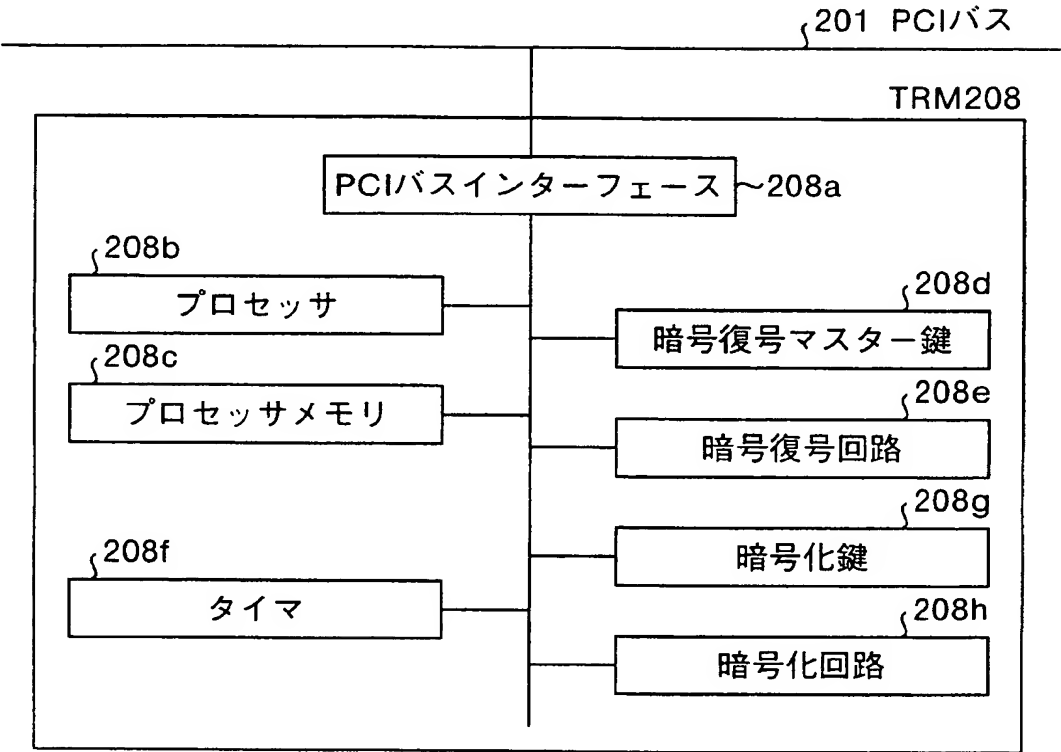 201 PCIバス
TRM208
PCIバスインターフェース 208a
208b
プロセッサ
208c
プロセッサメモリ
208f
タイマ
208d
暗号復号マスター鍵
208e
暗号復号回路
208g
暗号化鍵
208h
暗号化回路